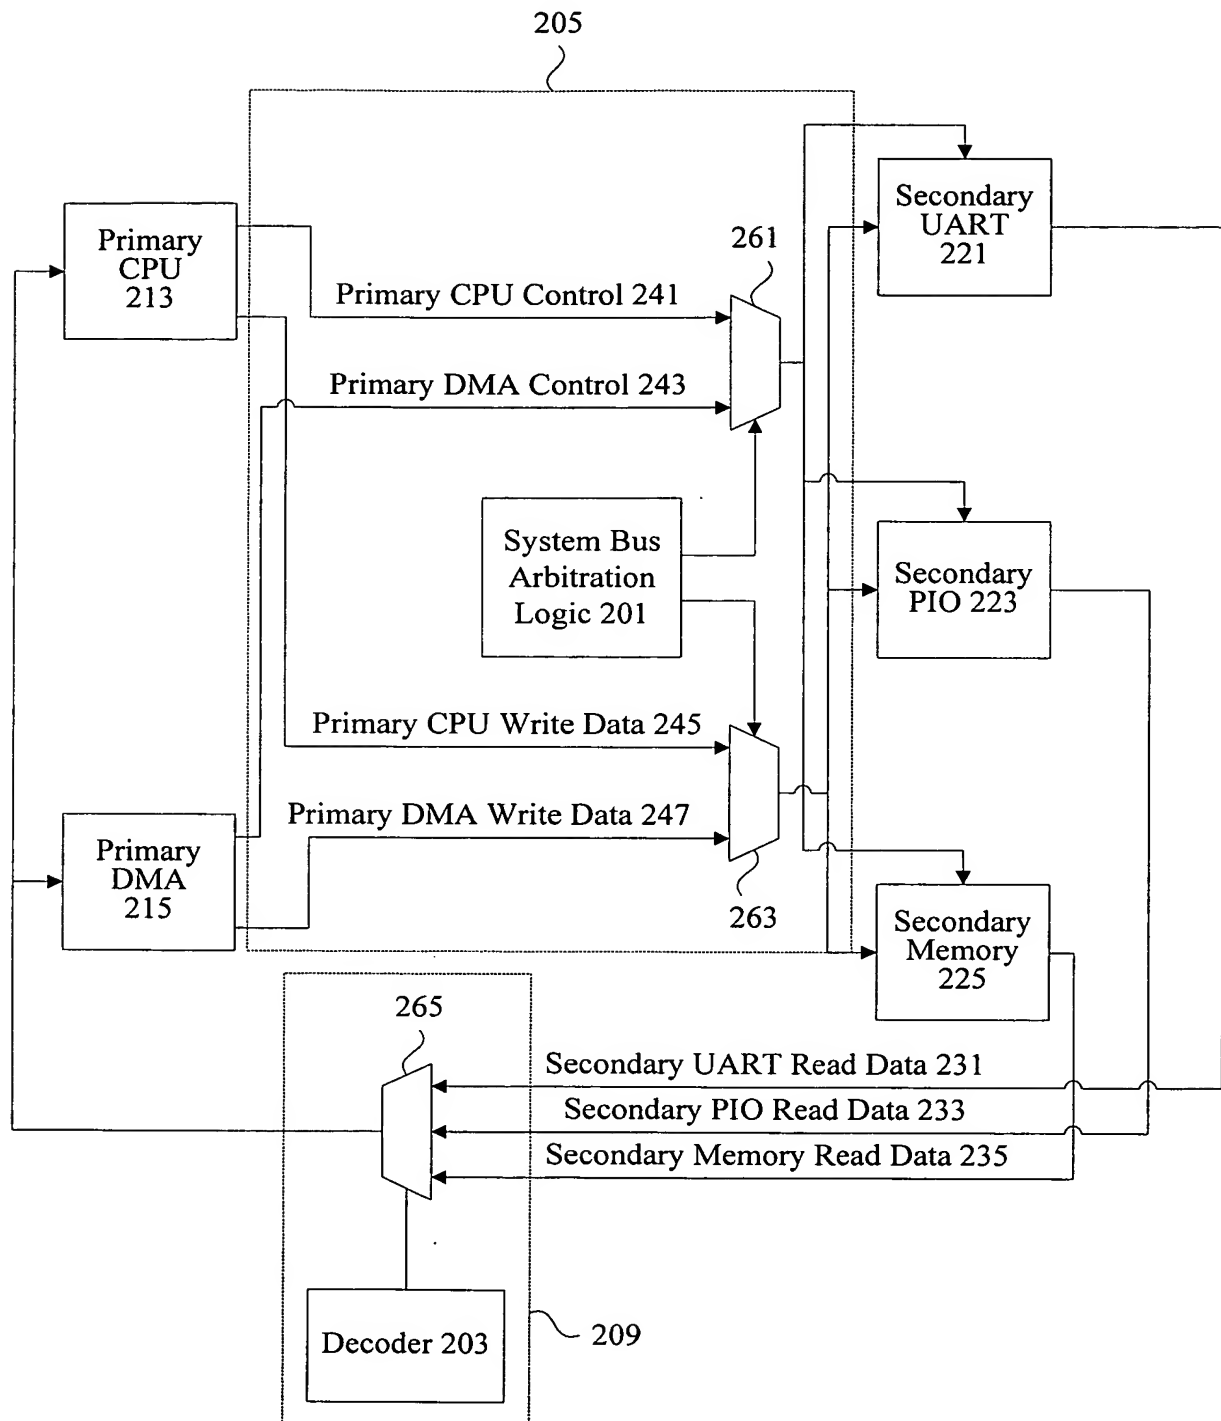 205
Primary
CPU
213
Secondary
UART
221
261
Primary CPU Control 241
Primary DMA Control 243
System Bus
Arbitration
Logic 201
Secondary
PIO 223
Primary CPU Write Data 245
Primary DMA Write Data 247
Primary
DMA
215
263
Secondary
Memory
225
265
Secondary UART Read Data 231
Secondary PIO Read Data 233
Secondary Memory Read Data 235
Decoder 203
209